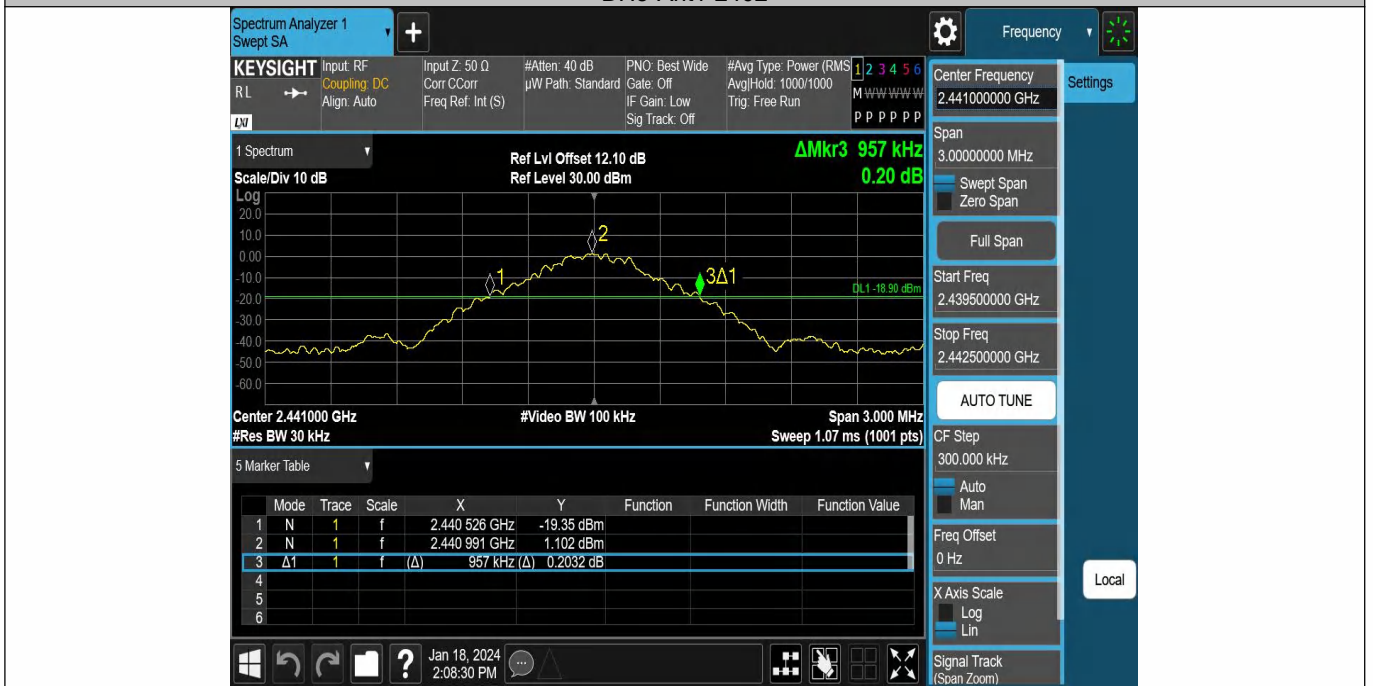 Spectrum Analyzer 1
Swept SA
+
Frequency
KEYSIGHT
RL
LXI
Input: RF
Coupling: DC
Align: Auto
Input Z: 50 Ω
Corr CCorr
Freq Ref: Int (S)
#Atten: 40 dB
µW Path: Standard
PNO: Best Wide
Gate: Off
IF Gain: Low
Sig Track: Off
#Avg Type: Power (RMS
Avg|Hold: 1000/1000
Trig: Free Run
1 2 3 4 5 6
M W W W W W
P P P P P P
1 Spectrum
Scale/Div 10 dB
Ref Lvl Offset 12.10 dB
Ref Level 30.00 dBm
ΔMkr3 957 kHz
0.20 dB
Log
20.0
10.0
0.00
-10.0
-20.0
-30.0
-40.0
-50.0
-60.0
1
2
3Δ1
DL1 -18.90 dBm
Center 2.441000 GHz
#Res BW 30 kHz
#Video BW 100 kHz
Span 3.000 MHz
Sweep 1.07 ms (1001 pts)
5 Marker Table
Mode Trace Scale X Y Function Function Width Function Value
1 N 1 f 2.440 526 GHz -19.35 dBm
2 N 1 f 2.440 991 GHz 1.102 dBm
3 Δ1 1 f (Δ) 957 kHz (Δ) 0.2032 dB
4
5
6
?
Jan 18, 2024
2:08:30 PM
Center Frequency
2.441000000 GHz
Span
3.00000000 MHz
Swept Span
Zero Span
Full Span
Start Freq
2.439500000 GHz
Stop Freq
2.442500000 GHz
AUTO TUNE
CF Step
300.000 kHz
Auto
Man
Freq Offset
0 Hz
X Axis Scale
Log
Lin
Signal Track
(Span Zoom)
Settings
Local